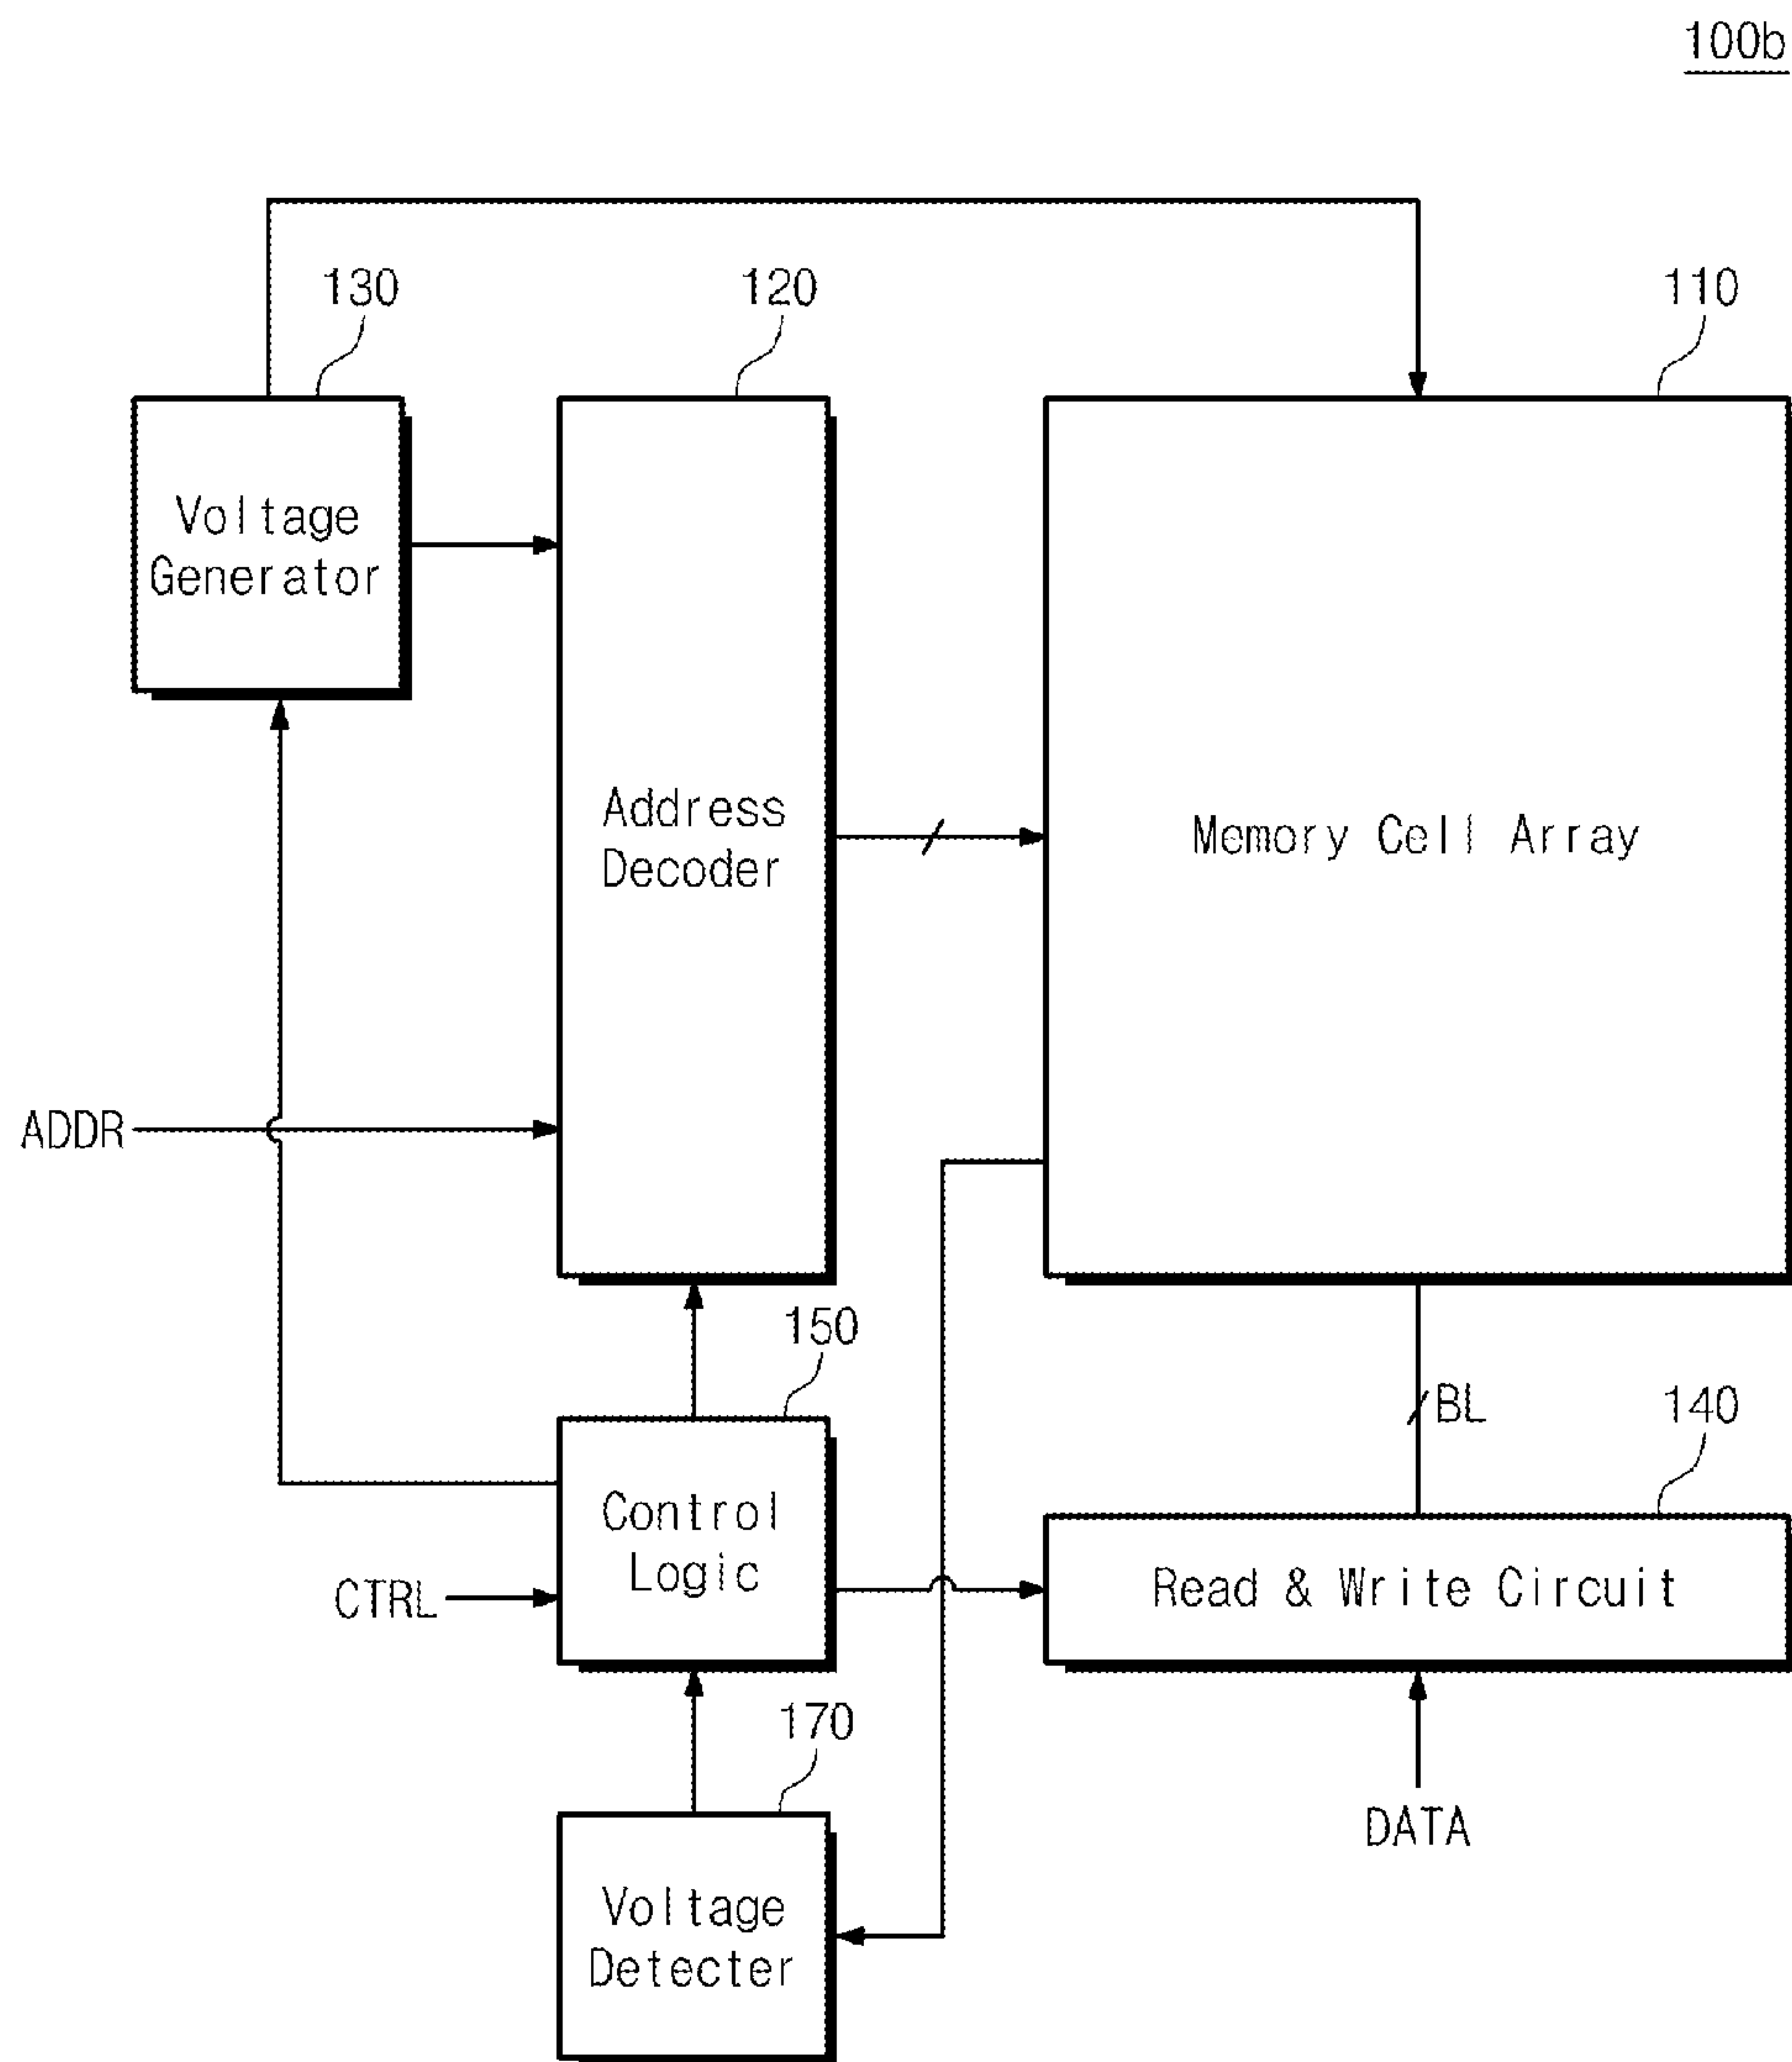 100b
130
120
110
Voltage
Generator
Address
Decoder
Memory Cell Array
ADDR
150
BL
140
Control
Logic
CTRL
Read & Write Circuit
170
DATA
Voltage
Detecter